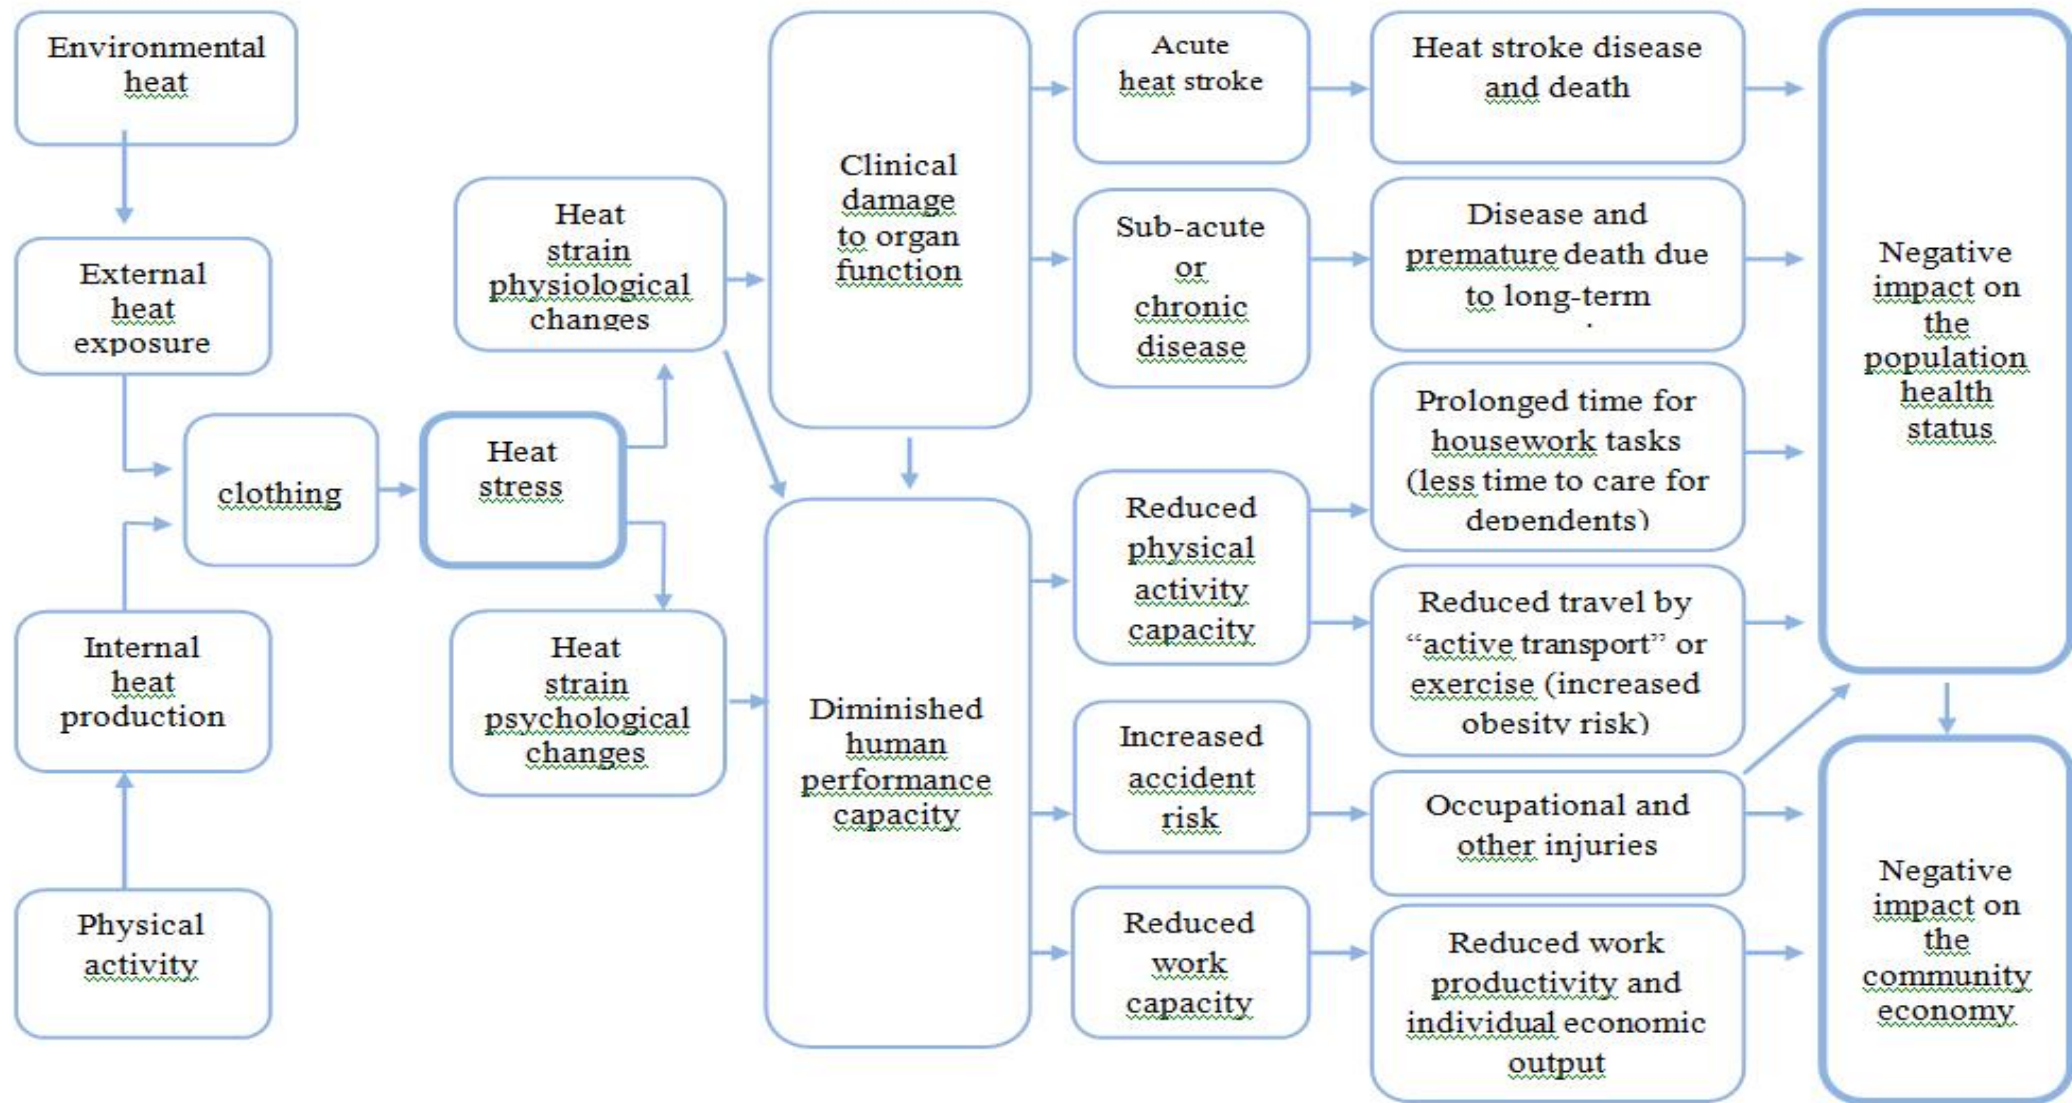 Environmental
heat
External
heat
exposure
clothing
Internal
heat
production
Physical
activity
Heat
stress
Heat
strain
physiological
changes
Heat
strain
psychological
changes
Clinical
damage
to organ
function
Diminished
human
performance
capacity
Acute
heat stroke
Sub-acute
or
chronic
disease
Reduced
physical
activity
capacity
Increased
accident
risk
Reduced
work
capacity
Heat stroke disease
and death
Disease and
premature death due
to long-term
Prolonged time for
housework tasks
(less time to care for
dependents)
Reduced travel by
“active transport” or
exercise (increased
obesity risk)
Occupational and
other injuries
Reduced work
productivity and
individual economic
output
Negative
impact on
the
population
health
status
Negative
impact on
the
community
economy